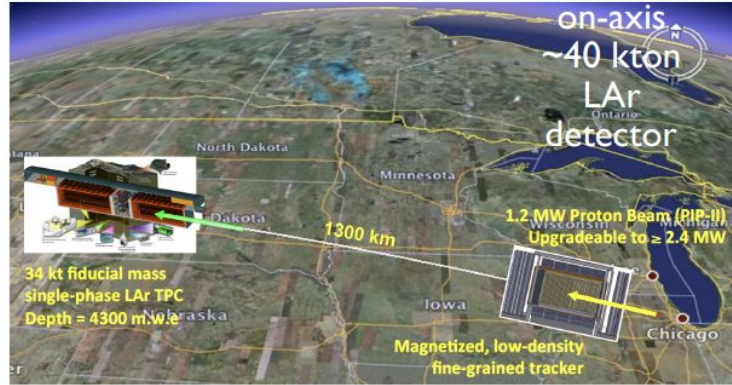 on-axis
~40 kton
LAr
detector
N
Ontario
North Dakota
Minnesota
Dakota
1300 km
Wisconsin
Michigan
1.2 MW Proton Beam (PIP-II)
Upgradeable to ≥ 2.4 MW
34 kt fiducial mass
single-phase LAr TPC
Depth = 4300 m.w.e
Nebraska
Iowa
Chicago
Magnetized, low-density
fine-grained tracker